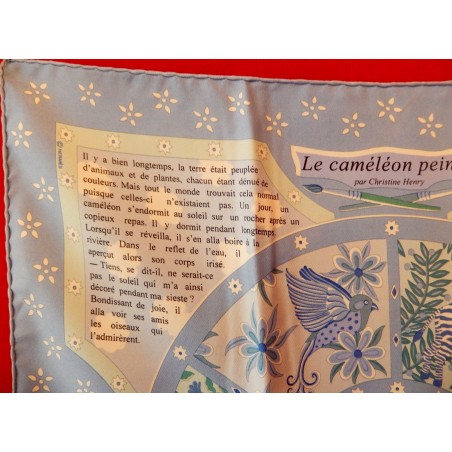 © HERMÈS
Le caméléon pein
par Christine Henry
Il y a bien longtemps, la terre était peuplée
d'animaux et de plantes, chacun étant dénué de
couleurs. Mais tout le monde trouvait cela normal
puisque celles-ci n'existaient pas. Un jour, un
caméléon s'endormit au soleil sur un rocher après un
copieux repas. Il y dormit pendant longtemps.
Lorsqu'il se réveilla, il s'en alla boire à la
rivière. Dans le reflet de l'eau, il
aperçut alors son corps irisé.
— Tiens, se dit-il, ne serait-ce
pas le soleil qui m'a ainsi
décoré pendant ma sieste ?
Bondissant de joie, il
alla voir ses amis
les oiseaux qui
l'admirèrent.